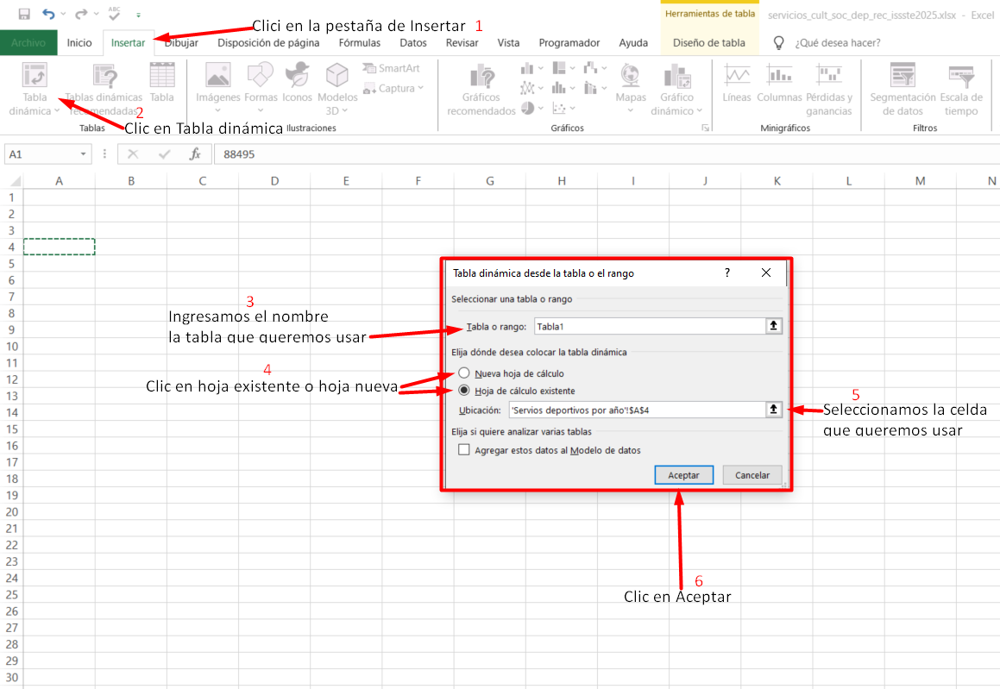 ABC
Herramientas de tabla
servicios_cult_soc_dep_rec_issste2025.xlsx - Excel
Clici en la pestaña de Insertar 1
Archivo Inicio Insertar Dibujar Disposición de página Fórmulas Datos Revisar Vista Programador Ayuda Diseño de tabla ¿Qué desea hacer?
Tabla dinámica
Tablas dinámicas recomendadas
Tabla
Imágenes
Formas
Iconos
Modelos 3D
SmartArt
Captura
Gráficos recomendados
Mapas
Gráfico dinámico
Líneas
Columnas
Pérdidas y ganancias
Segmentación de datos
Escala de tiempo
2
Clic en Tabla dinámica
Tablas
Ilustraciones
Gráficos
Minigráficos
Filtros
A1
fx
88495
A B C D E F G H I J K L M N
1
2
3
4
5
6
7
8
9
10
11
12
13
14
15
16
17
18
19
20
21
22
23
24
25
26
27
28
29
30
Tabla dinámica desde la tabla o el rango ?
Seleccionar una tabla o rango
3
Ingresamos el nombre
la tabla que queremos usar
Tabla o rango: Tabla1
Elija dónde desea colocar la tabla dinámica
4
Clic en hoja existente o hoja nueva
Nueva hoja de cálculo
Hoja de cálculo existente
Ubicación: 'Servios deportivos por año'!$A$4
5
Seleccionamos la celda
que queremos usar
Elija si quiere analizar varias tablas
Agregar estos datos al Modelo de datos
Aceptar Cancelar
6
Clic en Aceptar